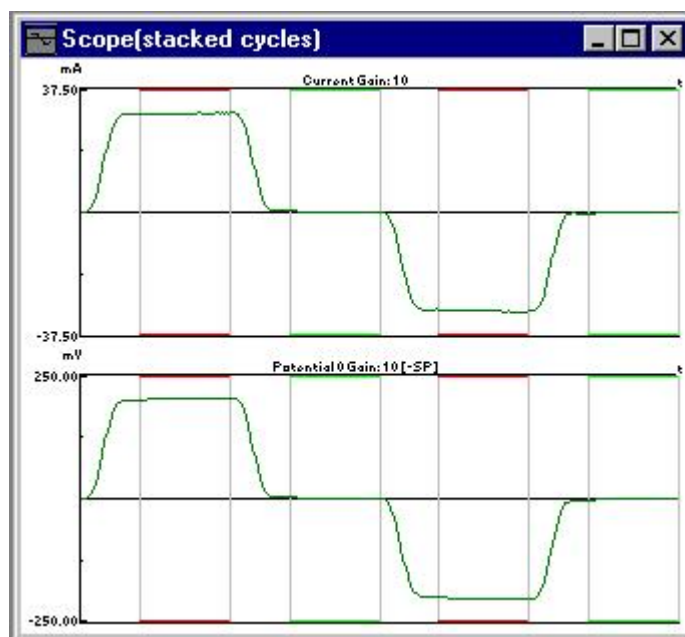 Scope(stacked cycles)
mA
Current Gain: 10
t
37.50
-37.50
mV
Potential 0 Gain: 10 [-SP]
t
250.00
-250.00